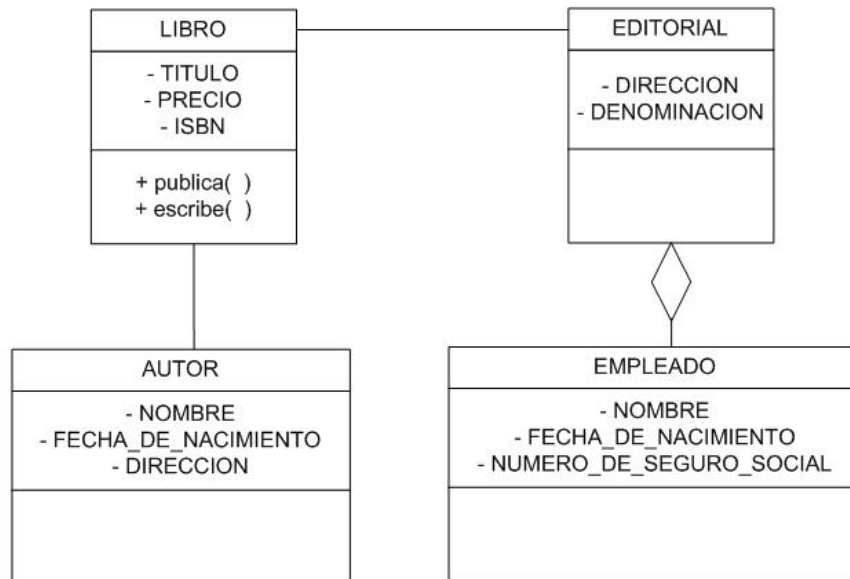 LIBRO
- TITULO
- PRECIO
- ISBN
+ publica( )
+ escribe( )
EDITORIAL
- DIRECCION
- DENOMINACION
AUTOR
- NOMBRE
- FECHA_DE_NACIMIENTO
- DIRECCION
EMPLEADO
- NOMBRE
- FECHA_DE_NACIMIENTO
- NUMERO_DE_SEGURO_SOCIAL